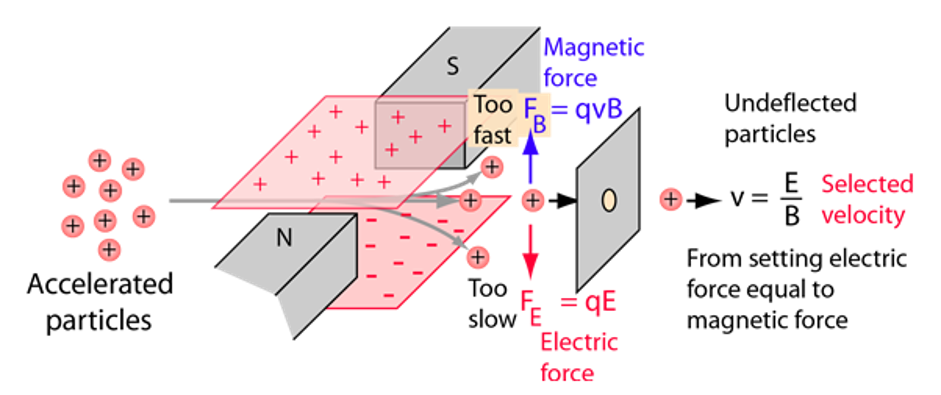 S
Magnetic
force
Too
fast
F_B = qvB
Undeflected
particles
v = E/B
Selected
velocity
N
Accelerated
particles
Too
slow
F_E = qE
Electric
force
From setting electric
force equal to
magnetic force